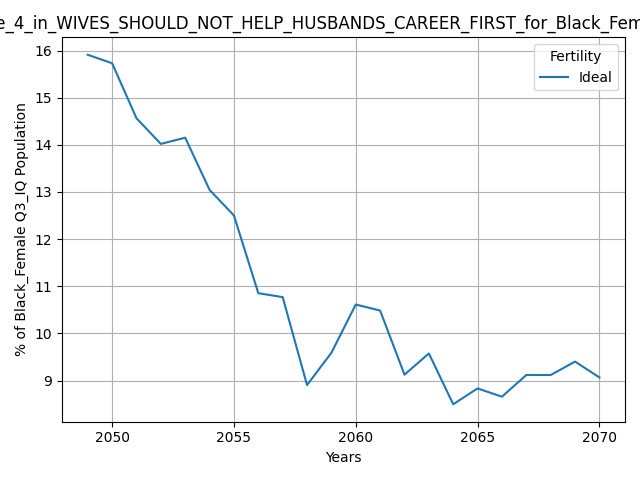 e_4_in_WIVES_SHOULD_NOT_HELP_HUSBANDS_CAREER_FIRST_for_Black_Fem
Fertility
Ideal
16
15
14
13
12
11
10
9
% of Black_Female Q3_IQ Population
2050 2055 2060 2065 2070
Years